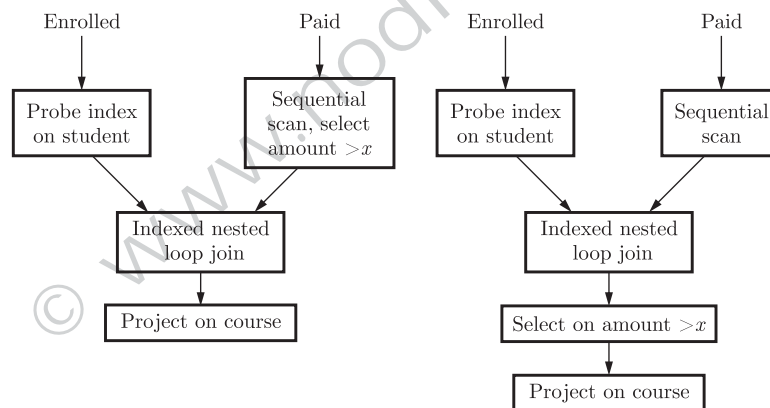 Enrolled
Paid
Probe index
on student
Sequential
scan, select
amount >x
Indexed nested
loop join
Project on course
Enrolled
Paid
Probe index
on student
Sequential
scan
Indexed nested
loop join
Select on amount >x
Project on course